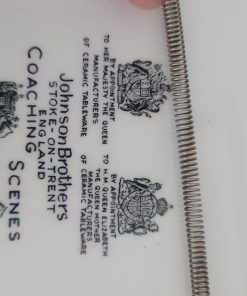 BY APPOINTMENT
TO HER MAJESTY THE QUEEN
MANUFACTURERS
OF CERAMIC TABLEWARE
BY APPOINTMENT
TO H.M. QUEEN ELIZABETH
THE QUEEN MOTHER
MANUFACTURERS
OF CERAMIC TABLEWARE
Johnson Brothers
STOKE-ON-TRENT
ENGLAND
COACHING
SCENES